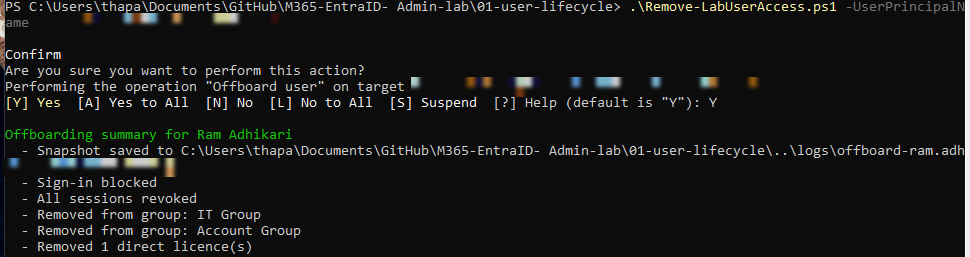 PS C:\Users\thapa\Documents\GitHub\M365-EntraID- Admin-lab\01-user-lifecycle> .\Remove-LabUserAccess.ps1 -UserPrincipalN
ame
Confirm
Are you sure you want to perform this action?
Performing the operation "Offboard user" on target
[Y] Yes  [A] Yes to All  [N] No  [L] No to All  [S] Suspend  [?] Help (default is "Y"): Y
Offboarding summary for Ram Adhikari
- Snapshot saved to C:\Users\thapa\Documents\GitHub\M365-EntraID- Admin-lab\01-user-lifecycle\..\logs\offboard-ram.adh
- Sign-in blocked
- All sessions revoked
- Removed from group: IT Group
- Removed from group: Account Group
- Removed 1 direct licence(s)